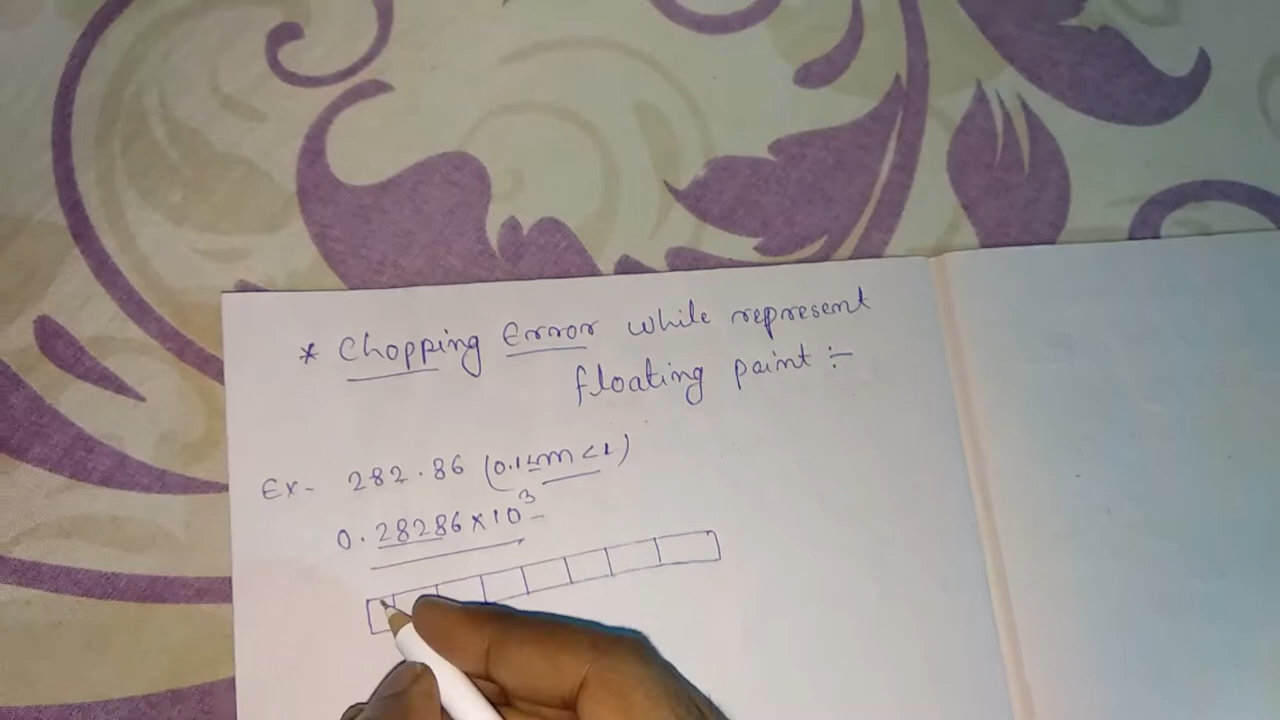 * Chopping Error while represent
floating paint :-
Ex- 282.86 (0.1≤m<1)
0.28286×10³